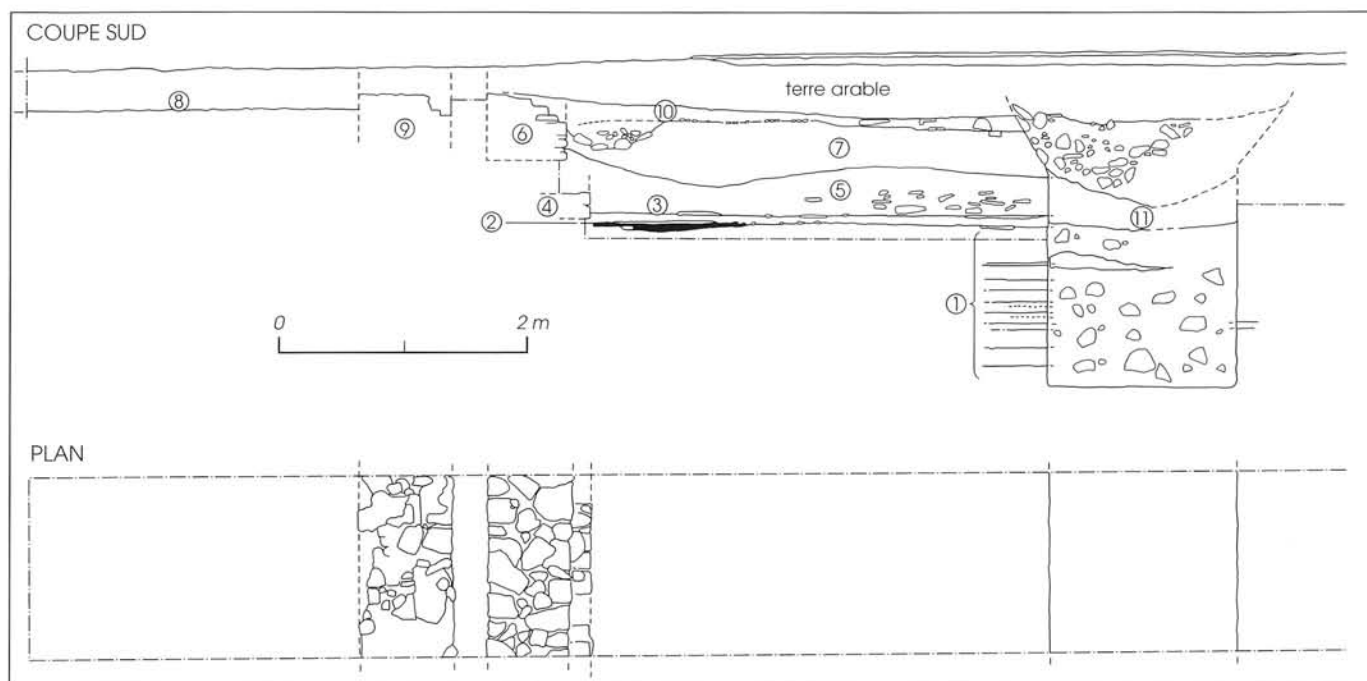 COUPE SUD
terre arable
⑧
⑩
⑨
⑥
⑦
⑤
④
③
②
⑪
①
0 2 m
PLAN